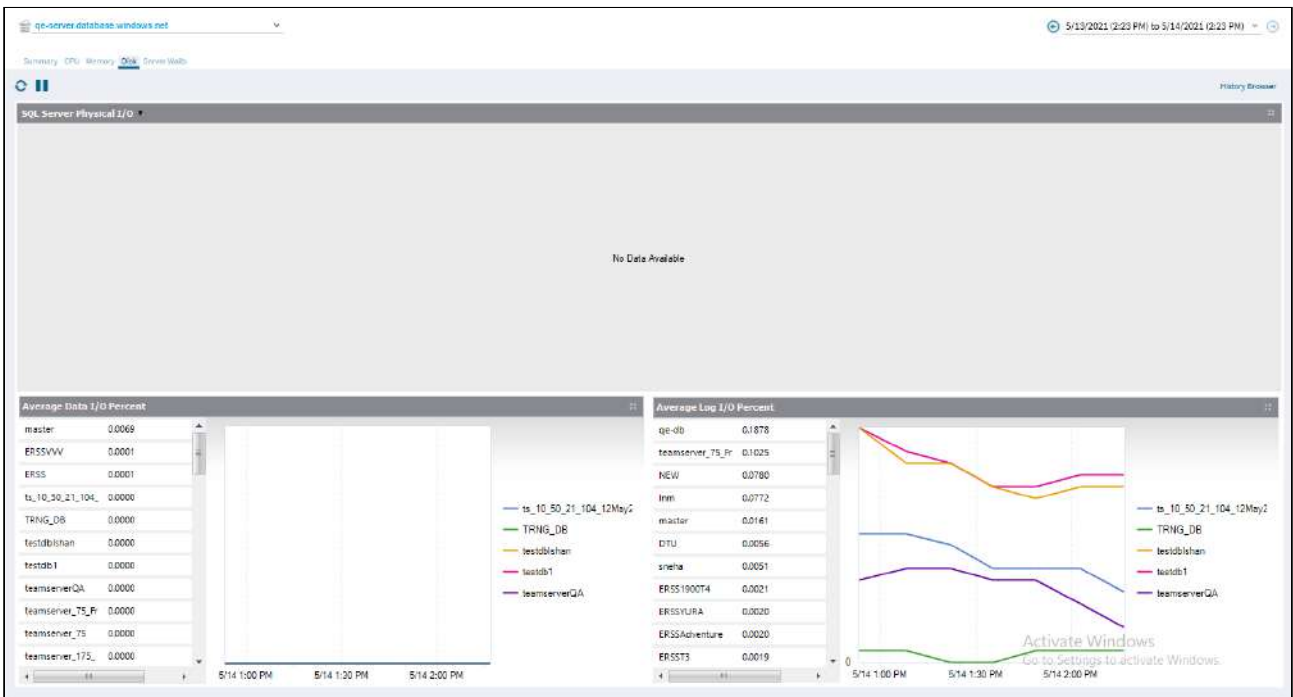 qe-server.database.windows.net
5/13/2021 (2:23 PM) to 5/14/2021 (2:23 PM)
Summary CPU Memory Disk Server Waits
History Browser
SQL Server Physical I/O
No Data Available
Average Data I/O Percent
master 0.0069
ERSSVVV 0.0001
ERSS 0.0001
ts_10_50_21_104_ 0.0000
TRNG_DB 0.0000
testdbishan 0.0000
testdb1 0.0000
teamserverQA 0.0000
teamserver_75_Fr 0.0000
teamserver_75 0.0000
teamserver_175_ 0.0000
5/14 1:00 PM 5/14 1:30 PM 5/14 2:00 PM
ts_10_50_21_104_12May2
TRNG_DB
testdbishan
testdb1
teamserverQA
Average Log I/O Percent
qe-db 0.1878
teamserver_75_Fr 0.1025
NEW 0.0780
0.0772
master 0.0161
DTU 0.0056
sneha 0.0051
ERSS1900T4 0.0021
ERSSYURA 0.0020
ERSSAdventure 0.0020
ERSST3 0.0019
0
5/14 1:00 PM 5/14 1:30 PM 5/14 2:00 PM
ts_10_50_21_104_12May2
TRNG_DB
testdbishan
testdb1
teamserverQA
Activate Windows
Go to Settings to activate Windows.